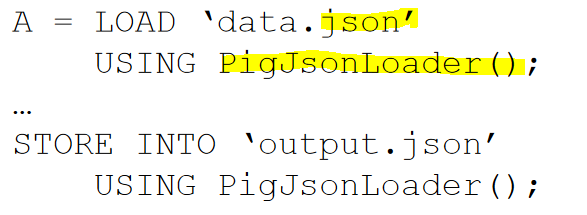 A = LOAD ‘data.json’
USING PigJsonLoader();
…
STORE INTO ‘output.json’
USING PigJsonLoader();